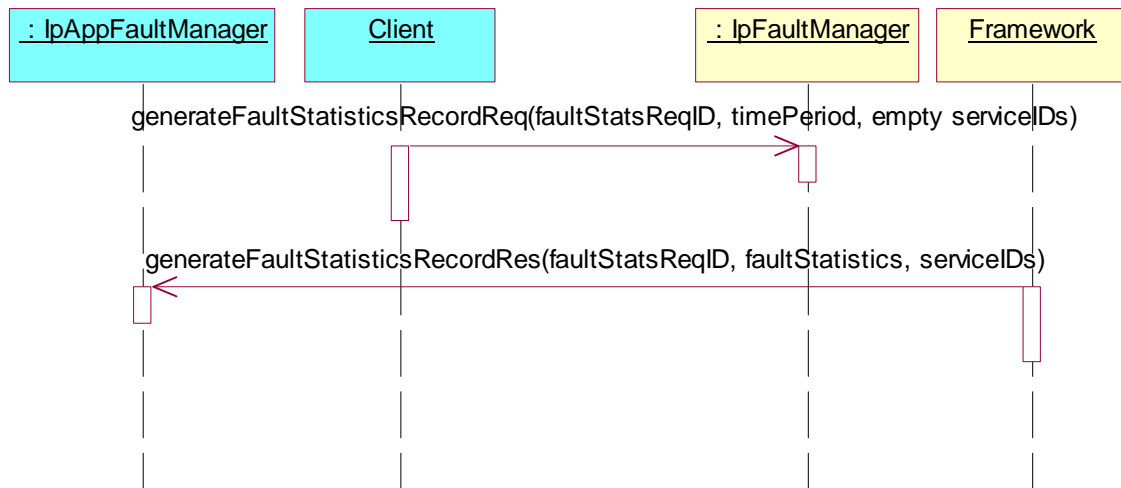 : IpAppFaultManager
Client
: IpFaultManager
Framework
generateFaultStatisticsRecordReq(faultStatsReqID, timePeriod, empty serviceIDs)
generateFaultStatisticsRecordRes(faultStatsReqID, faultStatistics, serviceIDs)